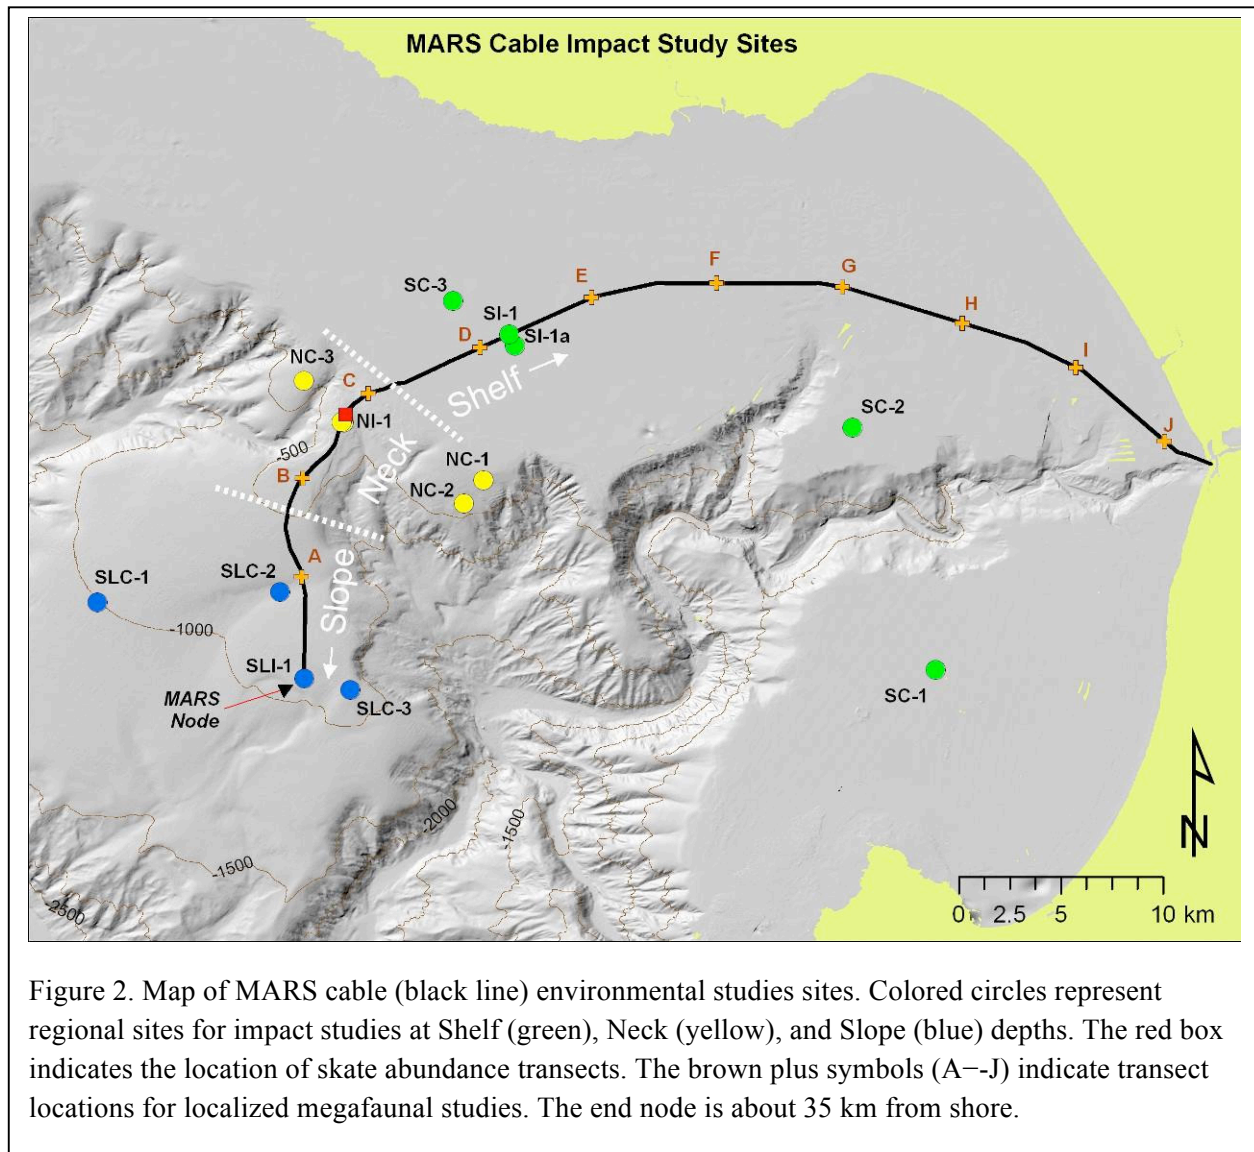 MARS Cable Impact Study Sites
F
G
E
SC-3
H
SI-1
D
SI-1a
I
NC-3
C
Shelf
NI-1
SC-2
J
-500
Neck
B
NC-1
NC-2
A
SLC-2
SLC-1
Slope
-1000
SLI-1
MARS
Node
SLC-3
SC-1
-2000
-1500
N
-1500
-2500
0 2.5 5 10 km
Figure 2. Map of MARS cable (black line) environmental studies sites. Colored circles represent
regional sites for impact studies at Shelf (green), Neck (yellow), and Slope (blue) depths. The red box
indicates the location of skate abundance transects. The brown plus symbols (A−-J) indicate transect
locations for localized megafaunal studies. The end node is about 35 km from shore.